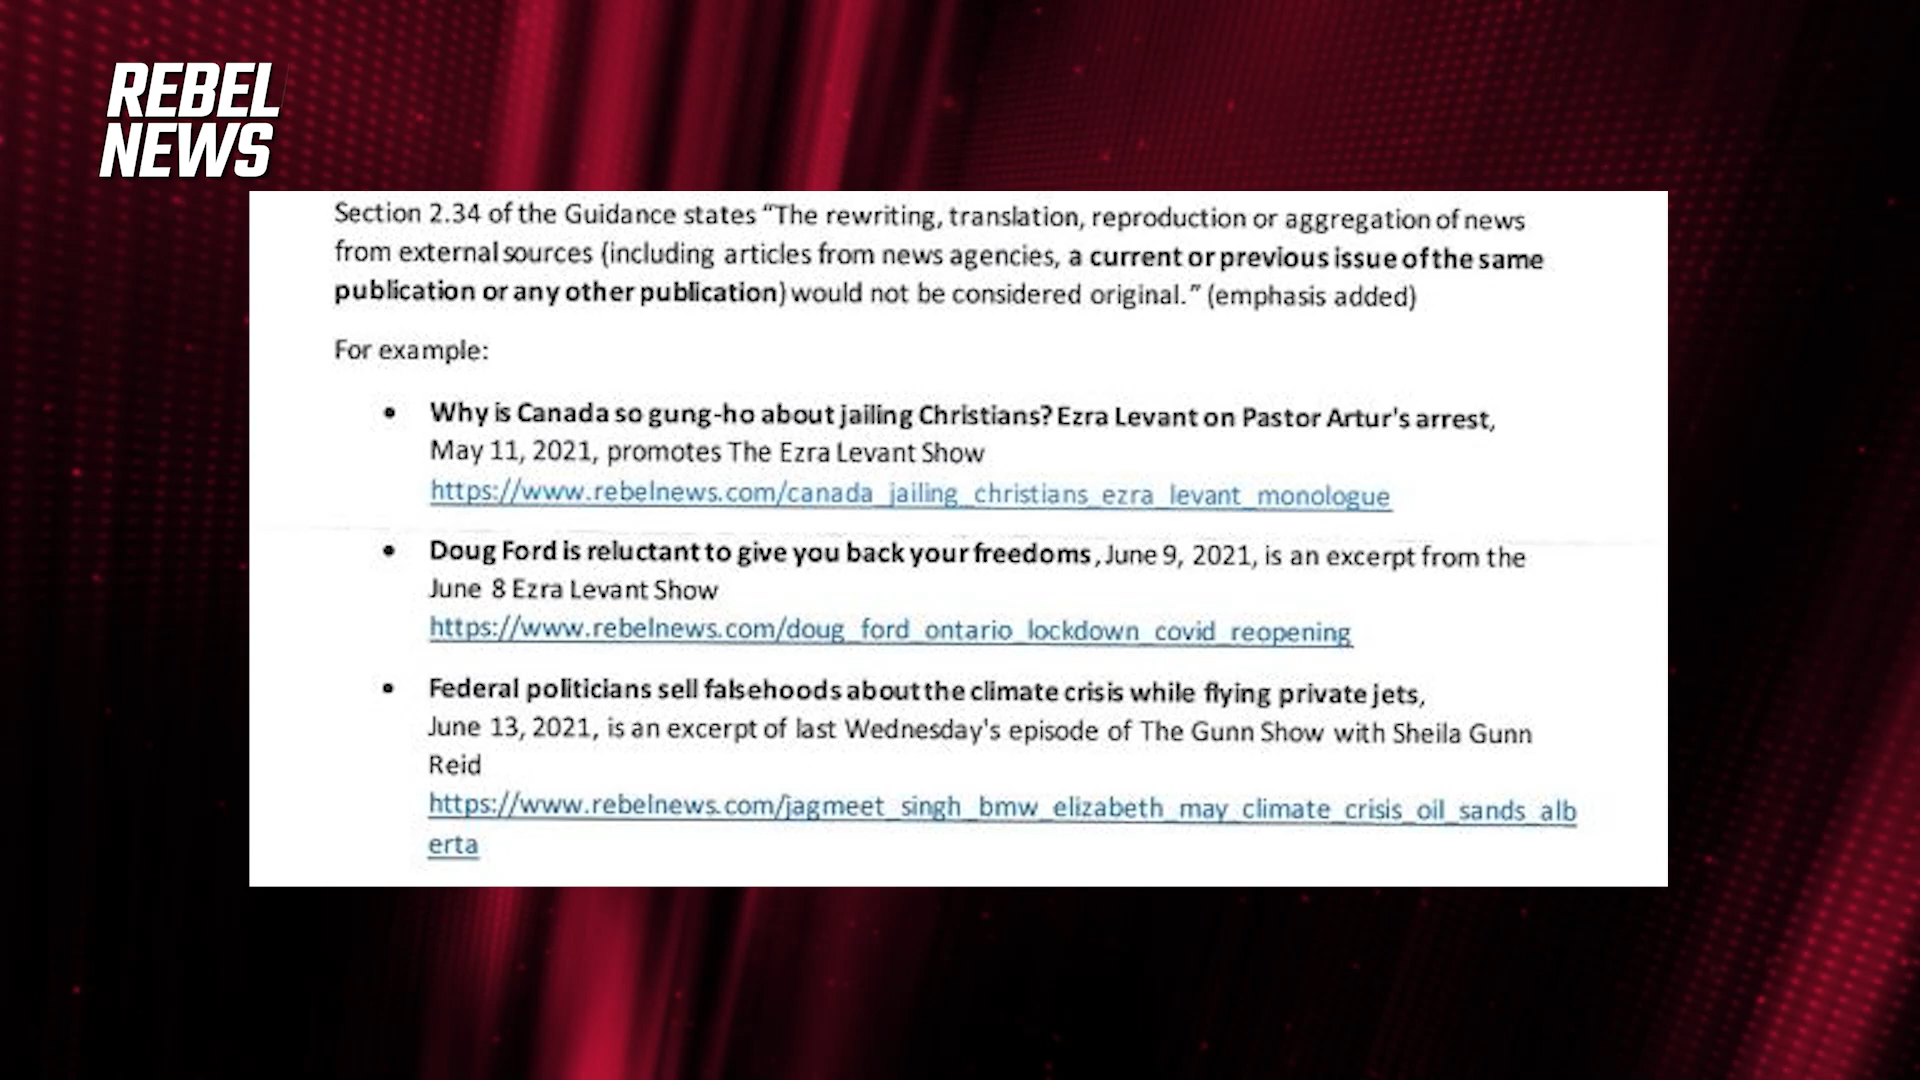 REBEL
NEWS
Section 2.34 of the Guidance states “The rewriting, translation, reproduction or aggregation of news
from external sources (including articles from news agencies, a current or previous issue of the same
publication or any other publication) would not be considered original.” (emphasis added)
For example:
• Why is Canada so gung-ho about jailing Christians? Ezra Levant on Pastor Artur's arrest,
May 11, 2021, promotes The Ezra Levant Show
https://www.rebelnews.com/canada_jailing_christians_ezra_levant_monologue
• Doug Ford is reluctant to give you back your freedoms, June 9, 2021, is an excerpt from the
June 8 Ezra Levant Show
https://www.rebelnews.com/doug_ford_ontario_lockdown_covid_reopening
• Federal politicians sell falsehoods about the climate crisis while flying private jets,
June 13, 2021, is an excerpt of last Wednesday's episode of The Gunn Show with Sheila Gunn
Reid
https://www.rebelnews.com/jagmeet_singh_bmw_elizabeth_may_climate_crisis_oil_sands_alb
erta